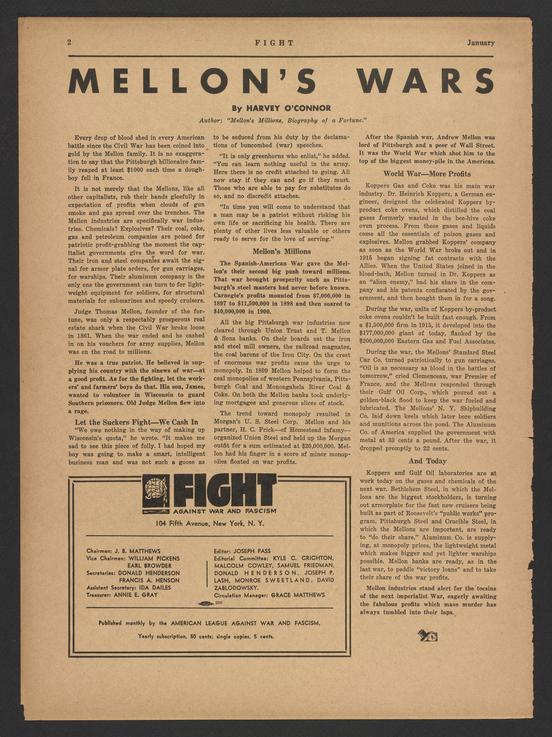 2
FIGHT
January
MELLON'S WARS
By HARVEY O'CONNOR
Author: "Mellon's Millions, Biography of a Fortune."
Every drop of blood shed in every American
battle since the Civil War has been coined into
gold by the Mellon family. It is no exaggera-
tion to say that the Pittsburgh billionaire fam-
ily reaped at least $1000 each time a dough-
boy fell in France.
It is not merely that the Mellons, like all
other capitalists, rub their hands gleefully in
expectation of profits when clouds of gun
smoke and gas spread over the trenches. The
Mellon industries are specifically war indus-
tries. Chemicals? Explosives? Their coal, coke,
gas and petroleum companies are poised for
patriotic profit-grabbing the moment the cap-
italist governments give the word for war.
Their iron and steel companies await the sig-
nal for armor plate orders, for gun carriages,
for warships. Their aluminum company is the
only one the government can turn to for light-
weight equipment for soldiers, for structural
materials for submarines and speedy cruisers.
Judge Thomas Mellon, founder of the for-
tune, was only a respectably prosperous real
estate shark when the Civil War broke loose
in 1861. When the war ended and he cashed
in on his vouchers for army supplies, Mellon
was on the road to millions.
He was a true patriot. He believed in sup-
plying his country with the sinews of war—at
a good profit. As for the fighting, let the work-
ers' and farmers' boys do that. His son, James,
wanted to volunteer in Wisconsin to guard
Southern prisoners. Old Judge Mellon flew into
a rage.
Let the Suckers Fight—We Cash In
"We owe nothing in the way of making up
Wisconsin's quota," he wrote. "It makes me
sad to see this piece of folly. I had hoped my
boy was going to make a smart, intelligent
business man and was not such a goose as
to be seduced from his duty by the declama-
tions of buncombed (war) speeches.
"It is only greenhorns who enlist," he added.
"You can learn nothing useful in the army.
Here there is no credit attached to going. All
now stay if they can and go if they must.
Those who are able to pay for substitutes do
so, and no discredit attaches.
"In time you will come to understand that
a man may be a patriot without risking his
own life or sacrificing his health. There are
plenty of other lives less valuable or others
ready to serve for the love of serving."
Mellon's Millions
The Spanish-American War gave the Mel-
lon's their second big push toward millions.
That war brought prosperity such as Pitts-
burgh's steel masters had never before known.
Carnegie's profits mounted from $7,000,000 in
1897 to $11,500,000 in 1898 and then soared to
$40,000,000 in 1900.
All the big Pittsburgh war industries now
cleared through Union Trust and T. Mellon
& Sons banks. On their boards sat the iron
and steel mill owners, the railroad magnates,
the coal barons of the Iron City. On the crest
of enormous war profits came the urge to
monopoly. In 1899 Mellon helped to form the
coal monopolies of western Pennsylvania, Pitts-
burgh Coal and Monongahela River Coal &
Coke. On both the Mellon banks took underly-
ing mortgages and generous slices of stock.
The trend toward monopoly resulted in
Morgan's U. S. Steel Corp. Mellon and his
partner, H. C. Frick—of Homestead infamy—
organized Union Steel and held up the Morgan
outfit for a sum estimated at $20,000,000. Mel-
lon had his finger in a score of minor monop-
olies floated on war profits.
After the Spanish war, Andrew Mellon was
lord of Pittsburgh and a peer of Wall Street.
It was the World War which shot him to the
top of the biggest money-pile in the Americas.
World War—More Profits
Koppers Gas and Coke was his main war
industry. Dr. Heinrich Koppers, a German en-
gineer, designed the celebrated Koppers by-
product coke ovens, which distilled the coal
gases formerly wasted in the bee-hive coke
oven process. From these gases and liquids
come all the essentials of poison gases and
explosives. Mellon grabbed Koppers' company
as soon as the World War broke out and in
1915 began signing fat contracts with the
Allies. When the United States joined in the
blood-bath, Mellon turned in Dr. Koppers as
an "alien enemy," had his share in the com-
pany and his patents confiscated by the gov-
ernment, and then bought them in for a song.
During the war, units of Koppers by-product
coke ovens couldn't be built fast enough. From
a $1,500,000 firm in 1915, it developed into the
$177,000,000 giant of today, flanked by the
$200,000,000 Eastern Gas and Fuel Associates.
During the war, the Mellons' Standard Steel
Car Co. turned patriotically to gun carriages.
"Oil is as necessary as blood in the battles of
tomorrow," cried Clemenceau, war Premier of
France, and the Mellons responded through
their Gulf Oil Corp., which poured out a
golden-black flood to keep the war fueled and
lubricated. The Mellons' N. Y. Shipbuilding
Co. laid down keels which later bore soldiers
and munitions across the pond. The Aluminum
Co. of America supplied the government with
metal at 33 cents a pound. After the war, it
dropped promptly to 22 cents.
And Today
Koppers and Gulf Oil laboratories are at
work today on the gases and chemicals of the
next war. Bethlehem Steel, in which the Mel-
lons are the biggest stockholders, is turning
out armorplate for the fast new cruisers being
built as part of Roosevelt's "public works" pro-
gram. Pittsburgh Steel and Crucible Steel, in
which the Mellons are important, are ready
to "do their share." Aluminum Co. is supply-
ing, at monopoly prices, the lightweight metal
which makes bigger and yet lighter warships
possible. Mellon banks are ready, as in the
last war, to peddle "victory loans" and to take
their share of the war profits.
Mellon industries stand alert for the tocsins
of the next imperialist War, eagerly awaiting
the fabulous profits which mass murder has
always tumbled into their laps.
FIGHT
AGAINST WAR AND FASCISM
104 Fifth Avenue, New York, N. Y.
Chairman: J. B. MATTHEWS
Vice Chairmen: WILLIAM PICKENS
EARL BROWDER
Secretaries: DONALD HENDERSON
FRANCIS A. HENSON
Assistant Secretary: IDA DAILES
Treasurer: ANNIE E. GRAY
Editor: JOSEPH PASS
Editorial Committee: KYLE C. CRICHTON,
MALCOLM COWLEY, SAMUEL FRIEDMAN,
DONALD HENDERSON, JOSEPH P.
LASH, MONROE SWEETLAND, DAVID
ZABLODOWSKY.
Circulation Manager: GRACE MATTHEWS
Published monthly by the AMERICAN LEAGUE AGAINST WAR AND FASCISM.
Yearly subscription, 50 cents; single copies, 5 cents.